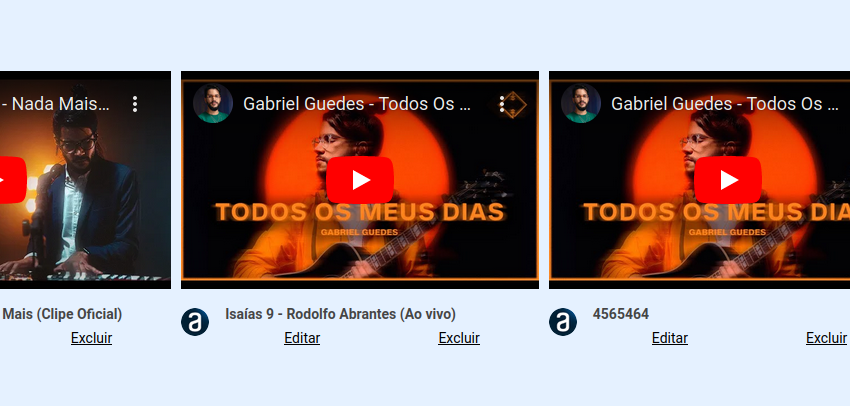 - Nada Mais...
Gabriel Guedes - Todos Os ...
Gabriel Guedes - Todos Os ...
TODOS OS MEUS DIAS
GABRIEL GUEDES
TODOS OS MEUS DIA
GABRIEL GUEDES
Mais (Clipe Oficial)
Excluir
a
Isaías 9 - Rodolfo Abrantes (Ao vivo)
Editar
Excluir
a
4565464
Editar
Excluir